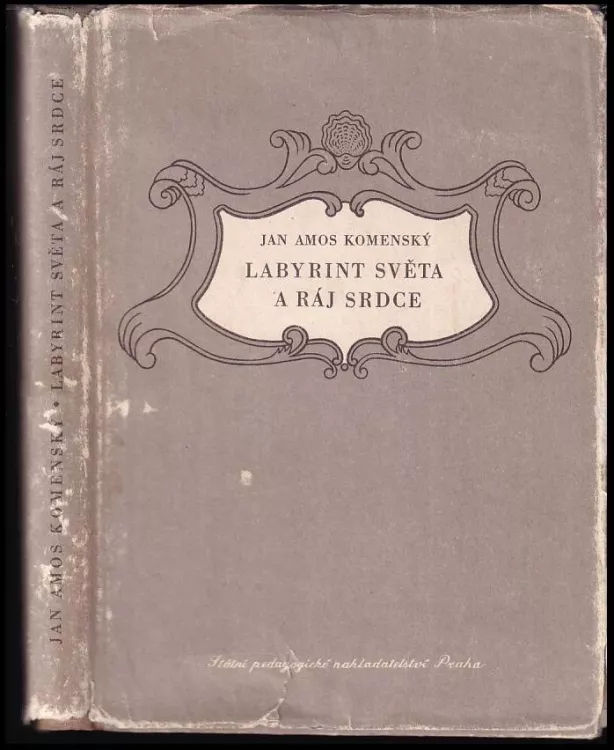 JAN AMOS KOMENSKÝ • LABYRINT SVĚTA A RÁJ SRDCE
JAN AMOS KOMENSKÝ
LABYRINT SVĚTA
A RÁJ SRDCE
Státní pedagogické nakladatelství Praha